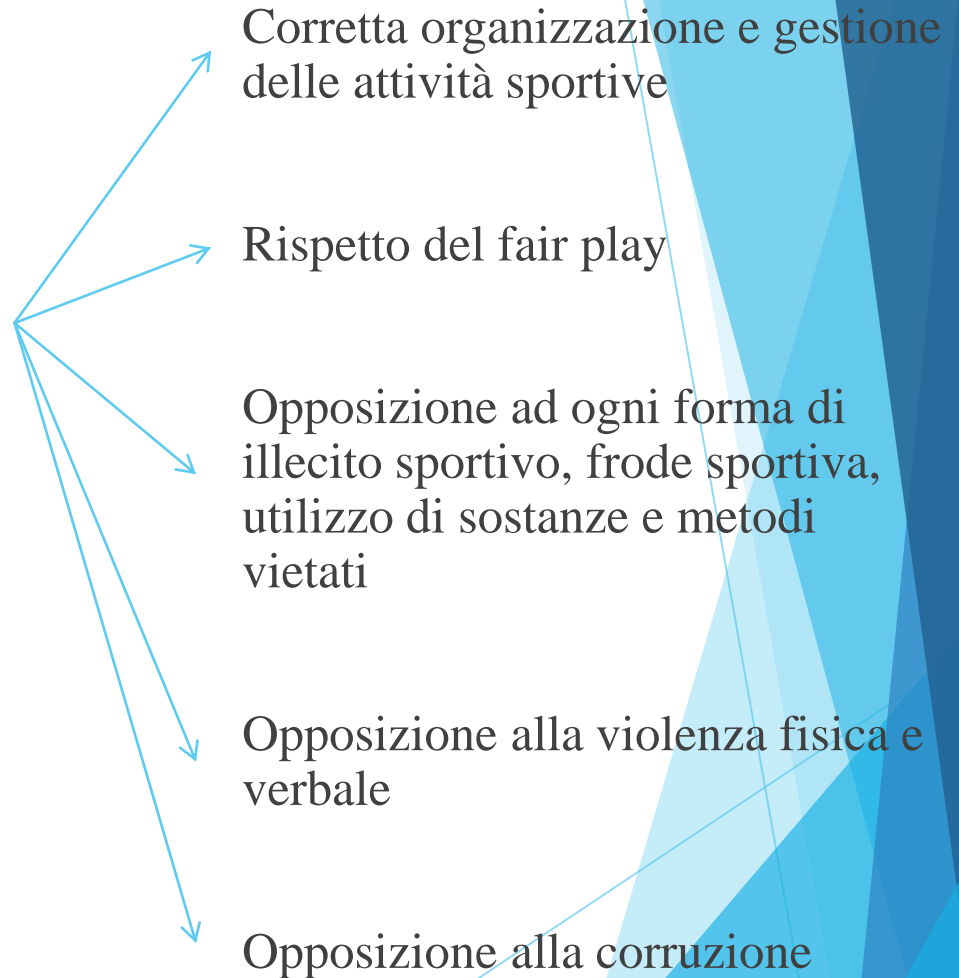 Corretta organizzazione e gestione
delle attività sportive
Rispetto del fair play
Opposizione ad ogni forma di
illecito sportivo, frode sportiva,
utilizzo di sostanze e metodi
vietati
Opposizione alla violenza fisica e
verbale
Opposizione alla corruzione